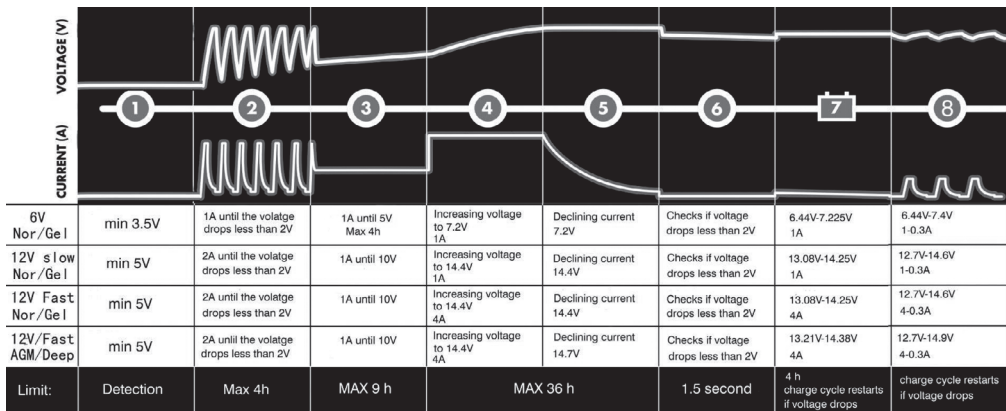 VOLTAGE (V)
1 2 3 4 5 6 7 8
CURRENT (A)
6V
Nor/Gel
min 3.5V
1A until the volatge
drops less than 2V
1A until 5V
Max 4h
Increasing voltage
to 7.2V
1A
Declining current
7.2V
Checks if voltage
drops less than 2V
6.44V-7.225V
1A
6.44V-7.4V
1-0.3A
12V slow
Nor/Gel
min 5V
2A until the voltage
drops less than 2V
1A until 10V
Increasing voltage
to 14.4V
1A
Declining current
14.4V
Checks if voltage
drops less than 2V
13.08V-14.25V
1A
12.7V-14.6V
1-0.3A
12V Fast
Nor/Gel
min 5V
2A until the voltage
drops less than 2V
1A until 10V
Increasing voltage
to 14.4V
4A
Declining current
14.4V
Checks if voltage
drops less than 2V
13.08V-14.25V
4A
12.7V-14.6V
4-0.3A
12V/Fast
AGM/Deep
min 5V
2A unlil the voltage
drops less than 2V
1A until 10V
Increasing voltage
to 14.4V
4A
Declining current
14.7V
Checks if voltage
drops less than 2V
13.21V-14.38V
4A
12.7V-14.9V
4-0.3A
Limit:
Detection
Max 4h
MAX 9 h
MAX 36 h
1.5 second
4 h
charge cycle restarts
if voltage drops
charge cycle restarts
if voltage drops